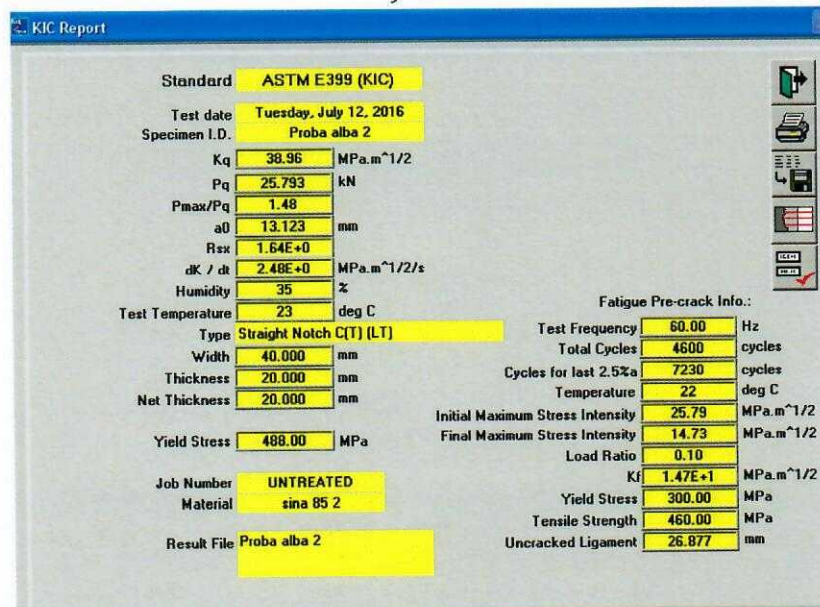 KIC Report
Standard ASTM E399 (KIC)
Test date Tuesday, July 12, 2016
Specimen I.D. Proba alba 2
Kq 38.96 MPa.m^1/2
Pq 25.793 kN
Pmax/Pq 1.48
a0 13.123 mm
Rsx 1.64E+0
dK / dt 2.48E+0 MPa.m^1/2/s
Humidity 35 %
Test Temperature 23 deg C
Type Straight Notch C(T) (LT)
Width 40.000 mm
Thickness 20.000 mm
Net Thickness 20.000 mm
Yield Stress 488.00 MPa
Job Number UNTREATED
Material sina 85 2
Result File Proba alba 2
Fatigue Pre-crack Info.:
Test Frequency 60.00 Hz
Total Cycles 4600 cycles
Cycles for last 2.5%a 7230 cycles
Temperature 22 deg C
Initial Maximum Stress Intensity 25.79 MPa.m^1/2
Final Maximum Stress Intensity 14.73 MPa.m^1/2
Load Ratio 0.10
Kf 1.47E+1 MPa.m^1/2
Yield Stress 300.00 MPa
Tensile Strength 460.00 MPa
Uncracked Ligament 26.877 mm